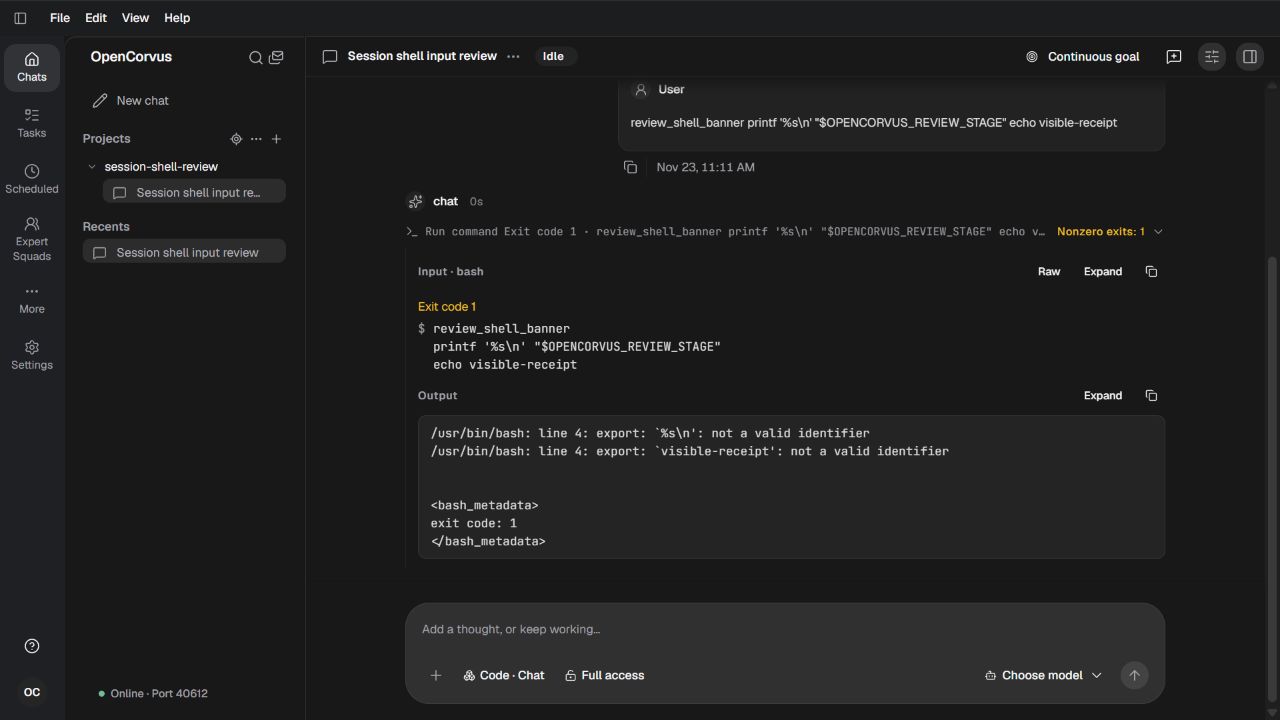 File Edit View Help
OpenCorvus
Chats
Tasks
Scheduled
Expert
Squads
More
Settings
OC
New chat
Projects
session-shell-review
Session shell input re...
Recents
Session shell input review
Online · Port 40612
Session shell input review
Idle
Continuous goal
User
review_shell_banner printf '%s\n' "$OPENCORVUS_REVIEW_STAGE" echo visible-receipt
Nov 23, 11:11 AM
chat 0s
>_ Run command Exit code 1 · review_shell_banner printf '%s\n' "$OPENCORVUS_REVIEW_STAGE" echo v… Nonzero exits: 1
Input · bash
Raw Expand
Exit code 1
$ review_shell_banner
printf '%s\n' "$OPENCORVUS_REVIEW_STAGE"
echo visible-receipt
Output
Expand
/usr/bin/bash: line 4: export: `%s\n': not a valid identifier
/usr/bin/bash: line 4: export: `visible-receipt': not a valid identifier
<bash_metadata>
exit code: 1
</bash_metadata>
Add a thought, or keep working...
Code · Chat
Full access
Choose model